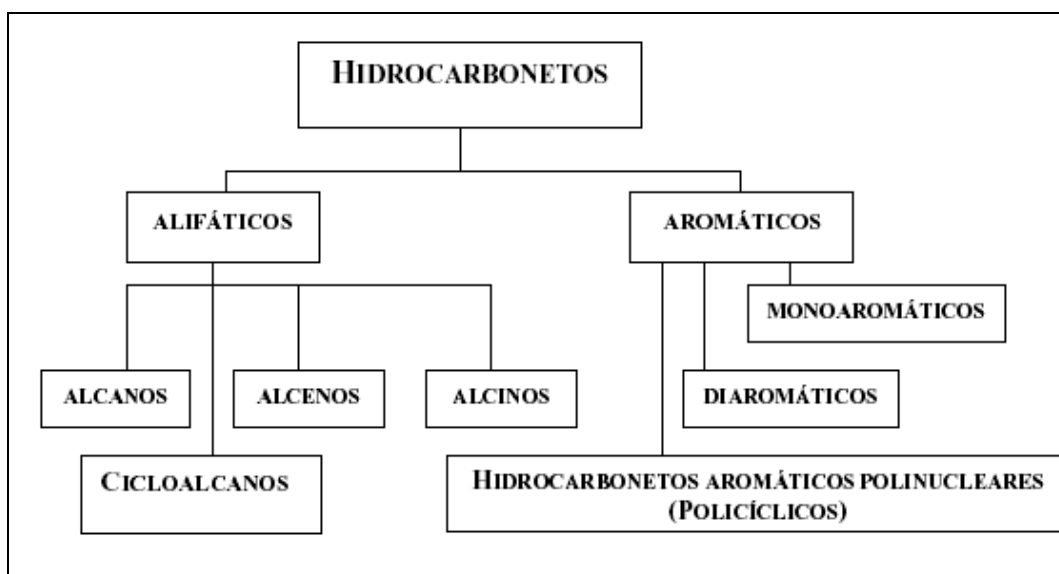 HIDROCARBONETOS
ALIFÁTICOS
AROMÁTICOS
MONOAROMÁTICOS
ALCANOS
ALCENOS
ALCINOS
DIAROMÁTICOS
CICLOALCANOS
HIDROCARBONETOS AROMÁTICOS POLINUCLEARES
(POLICÍCLICOS)